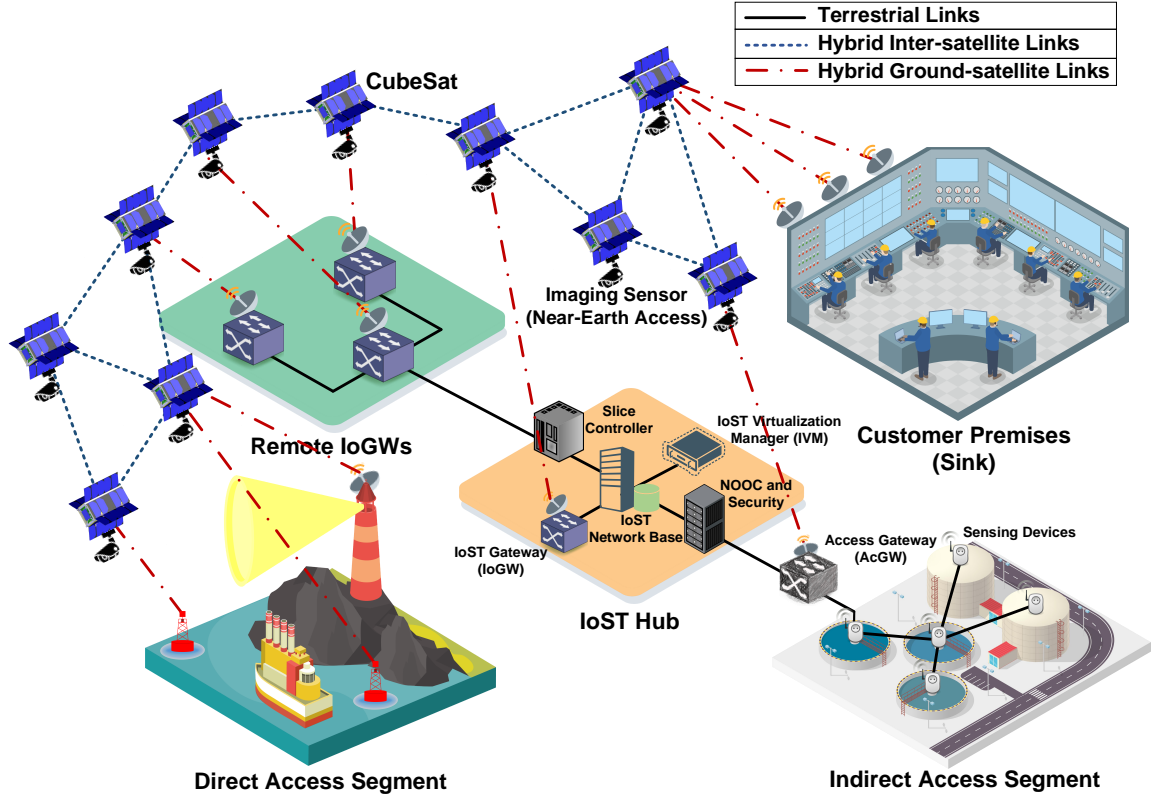 Terrestrial Links
Hybrid Inter-satellite Links
Hybrid Ground-satellite Links
CubeSat
Imaging Sensor
(Near-Earth Access)
Remote IoGWs
Slice
Controller
IoST Virtualization
Manager (IVM)
Customer Premises
(Sink)
NOOC and
Security
IoST
Network Base
IoST Gateway
(IoGW)
Access Gateway
(AcGW)
Sensing Devices
IoST Hub
Direct Access Segment
Indirect Access Segment